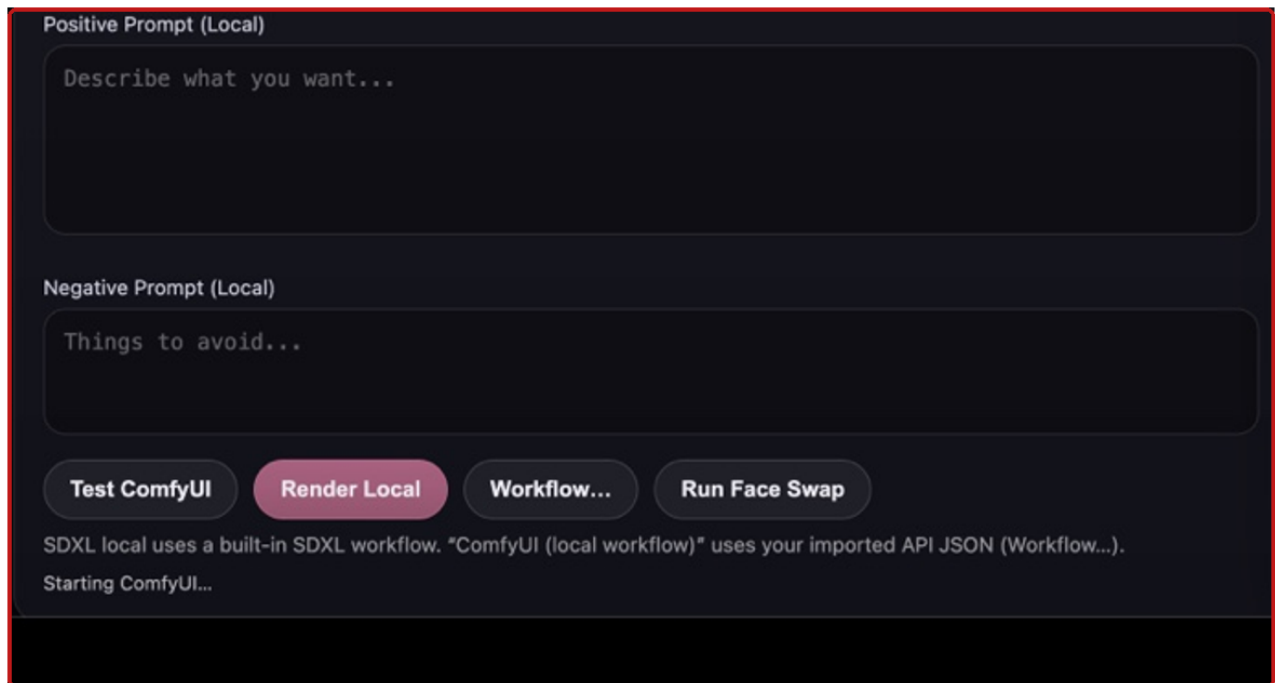 Positive Prompt (Local)
Describe what you want...
Negative Prompt (Local)
Things to avoid...
Test ComfyUI
Render Local
Workflow...
Run Face Swap
SDXL local uses a built-in SDXL workflow. “ComfyUI (local workflow)” uses your imported API JSON (Workflow...).
Starting ComfyUI...